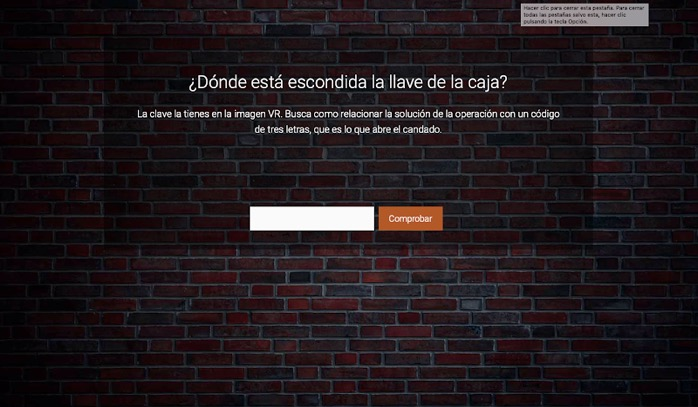 Hacer clic para cerrar esta pestaña. Para cerrar
todas las pestañas salvo esta, hacer clic
pulsando la tecla Opción.
¿Dónde está escondida la llave de la caja?
La clave la tienes en la imagen VR. Busca como relacionar la solución de la operación con un código
de tres letras, que es lo que abre el candado.
Comprobar